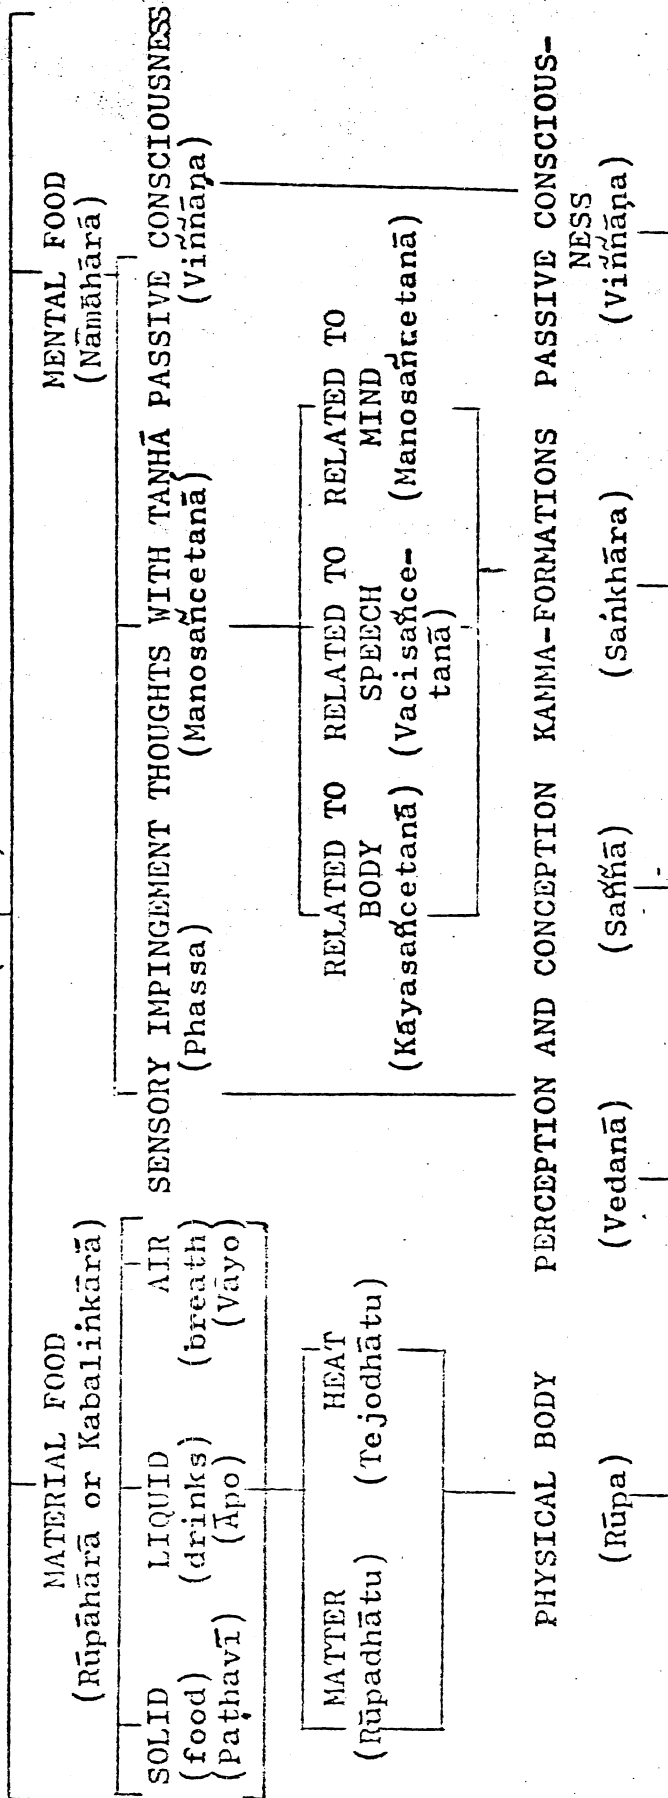 MATERIAL FOOD
(Rūpāhārā or Kabaliṅkārā)
MENTAL FOOD
(Nāmāhārā)
SOLID
(food)
(Paṭhavī)
LIQUID
(drinks)
(Āpo)
AIR
(breath)
(Vāyo)
SENSORY IMPINGEMENT
(Phassa)
THOUGHTS WITH TAṆHĀ
(Manosañcetanā)
PASSIVE CONSCIOUSNESS
(Viññāṇa)
MATTER
(Rūpadhātu)
HEAT
(Tejodhātu)
RELATED TO
BODY
(Kāyasañcetanā)
RELATED TO
SPEECH
(Vacisañce-
tanā)
RELATED TO
MIND
(Manosañcetanā)
PHYSICAL BODY
(Rūpa)
PERCEPTION AND CONCEPTION
(Vedanā)
(Saññā)
KAMMA-FORMATIONS
(Saṅkhāra)
PASSIVE CONSCIOUS-
NESS
(Viññāṇa)